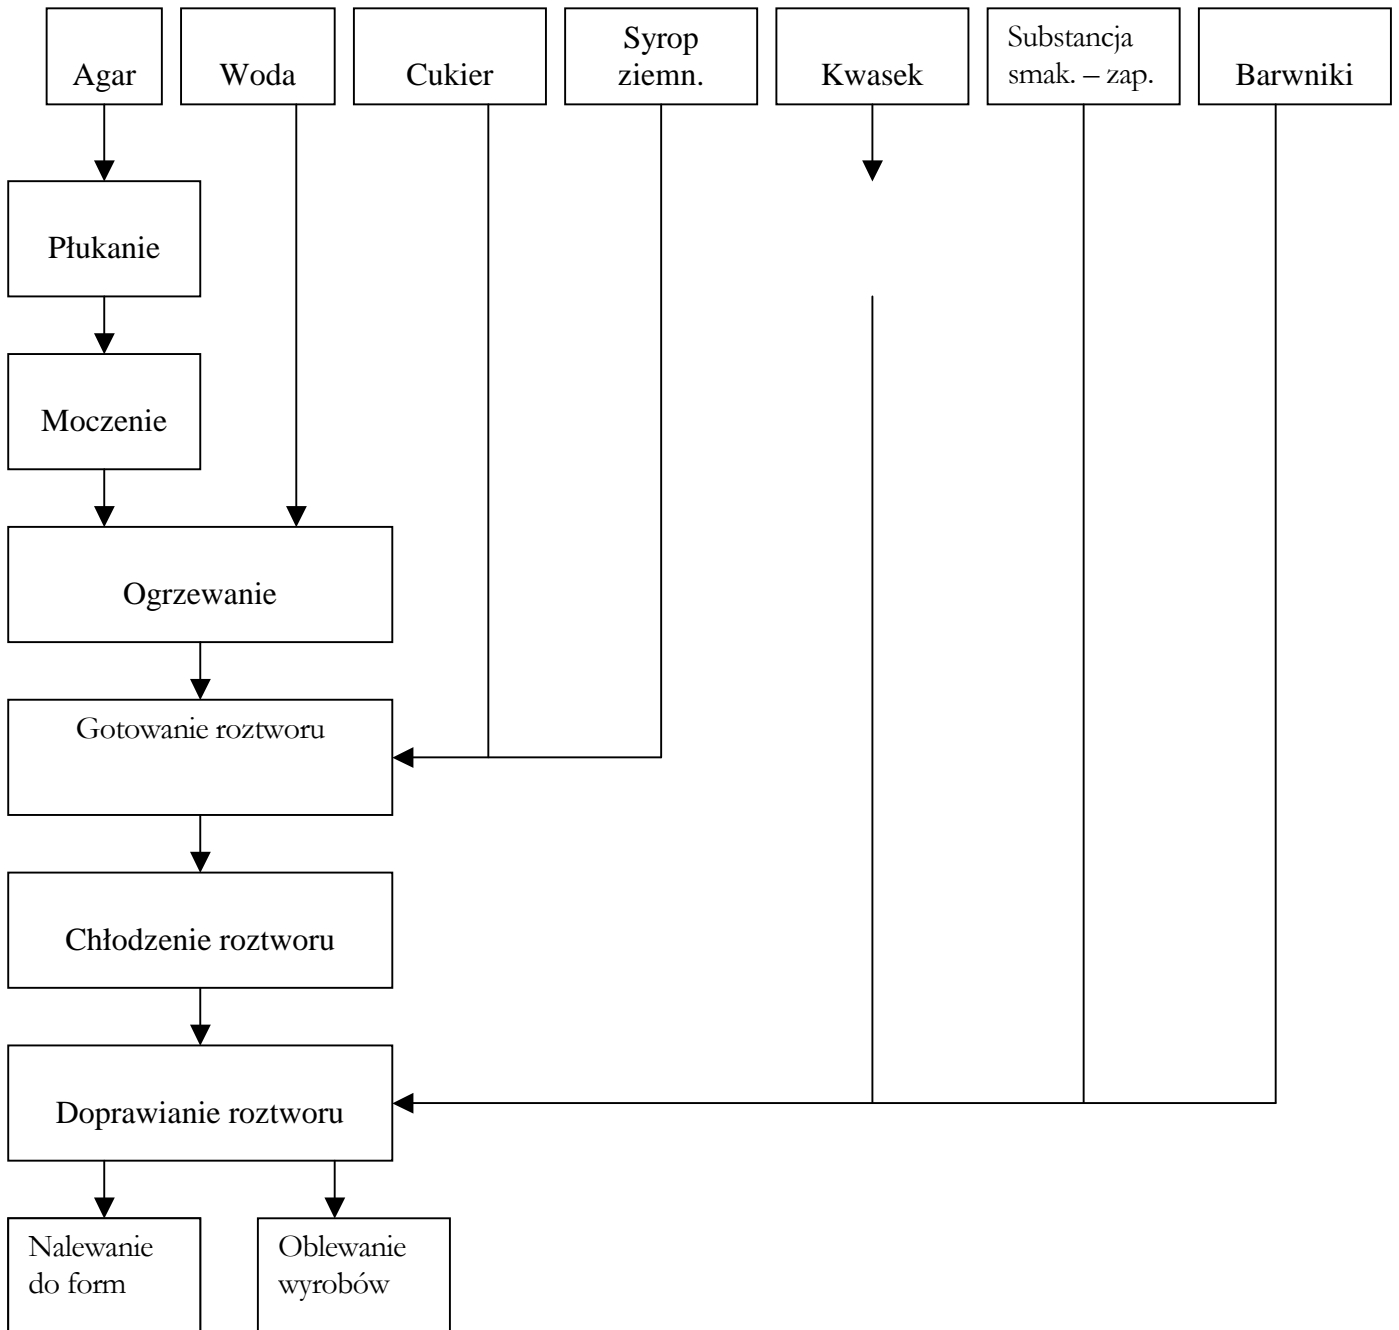 Agar
Woda
Cukier
Syrop
ziemn.
Kwasek
Substancja
smak. – zap.
Barwniki
Płukanie
Moczenie
Ogrzewanie
Gotowanie roztworu
Chłodzenie roztworu
Doprawianie roztworu
Nalewanie
do form
Oblewanie
wyrobów